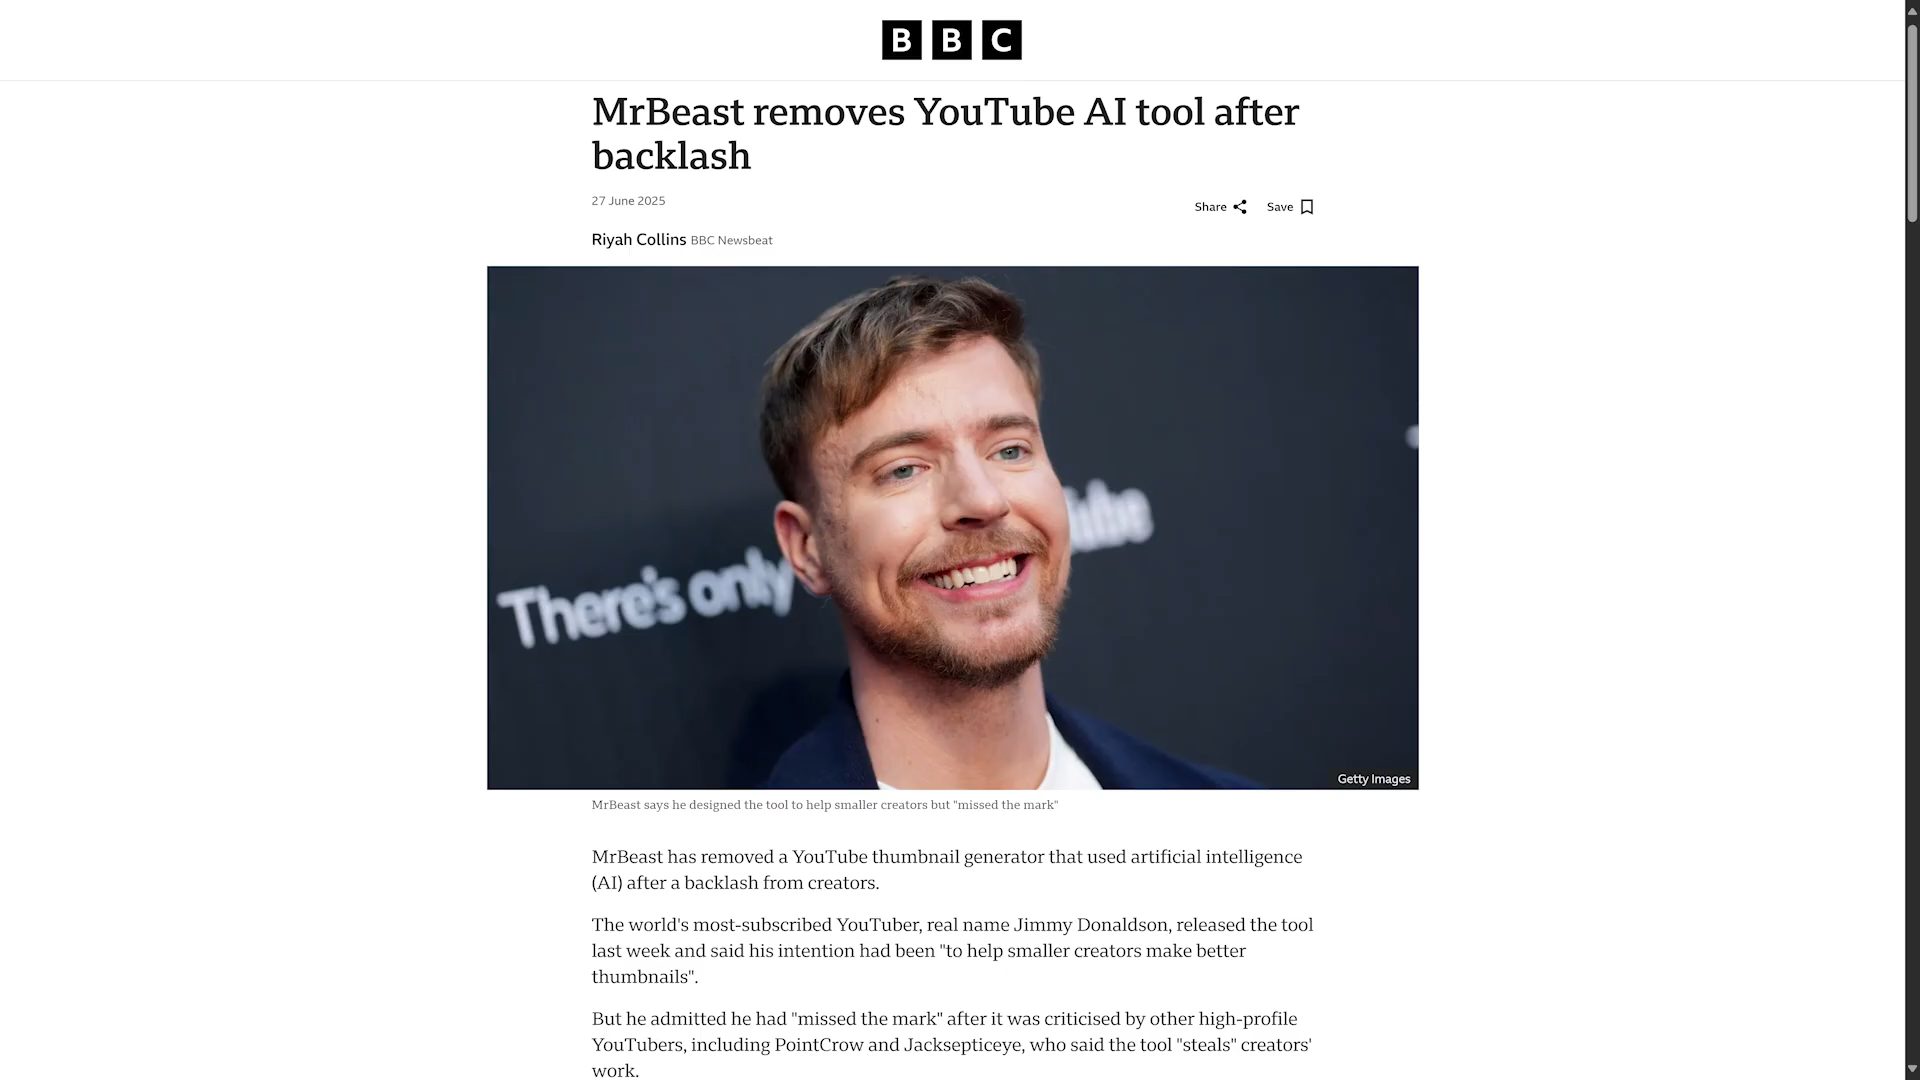 BBC
MrBeast removes YouTube AI tool after
backlash
27 June 2025
Share
Save
Riyah Collins BBC Newsbeat
There's only
ube
Getty Images
MrBeast says he designed the tool to help smaller creators but "missed the mark"
MrBeast has removed a YouTube thumbnail generator that used artificial intelligence
(AI) after a backlash from creators.
The world's most-subscribed YouTuber, real name Jimmy Donaldson, released the tool
last week and said his intention had been "to help smaller creators make better
thumbnails".
But he admitted he had "missed the mark" after it was criticised by other high-profile
YouTubers, including PointCrow and Jacksepticeye, who said the tool "steals" creators'
work.